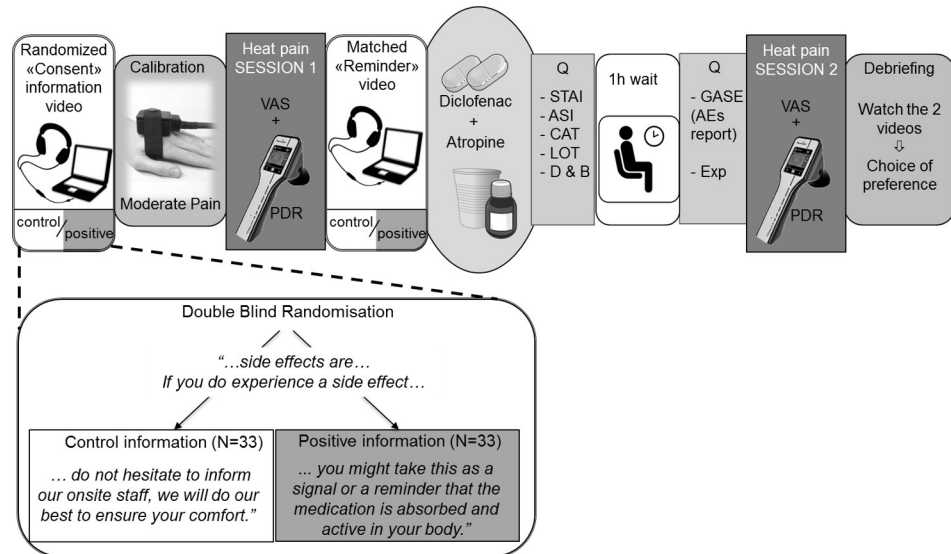 Randomized
«Consent»
information
video
control/
positive
Calibration
Moderate Pain
Heat pain
SESSION 1
VAS
+
PDR
Matched
«Reminder»
video
control/
positive
Diclofenac
+
Atropine
Q
- STAI
- ASI
- CAT
- LOT
- D & B
1h wait
Q
- GASE
(AEs
report)
- Exp
Heat pain
SESSION 2
VAS
+
PDR
Debriefing
Watch the 2
videos
⇩
Choice of
preference
Double Blind Randomisation
“…side effects are…
If you do experience a side effect…
Control information (N=33)
… do not hesitate to inform
our onsite staff, we will do our
best to ensure your comfort.”
Positive information (N=33)
... you might take this as a
signal or a reminder that the
medication is absorbed and
active in your body.”